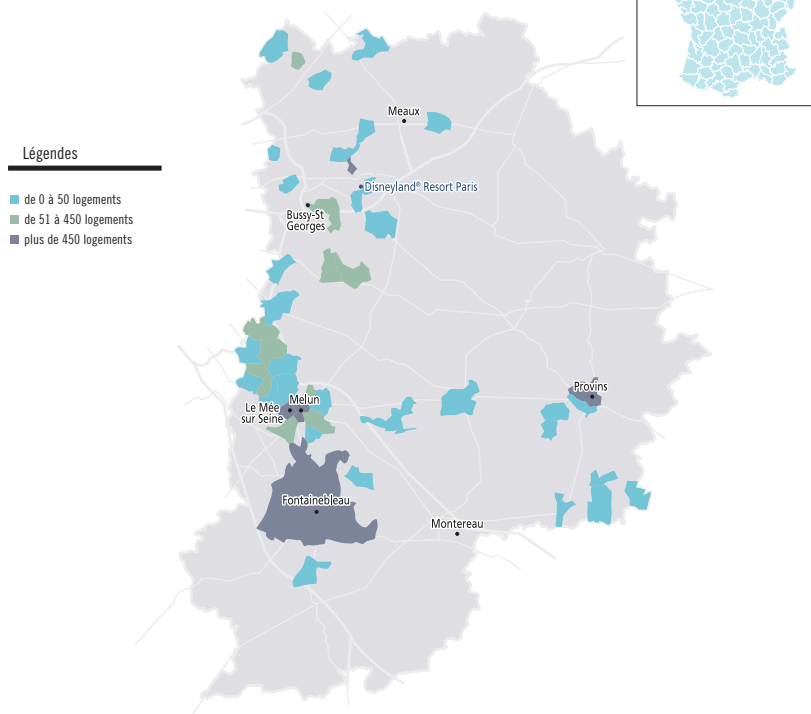 Légendes
de 0 à 50 logements
de 51 à 450 logements
plus de 450 logements
Meaux
Disneyland® Resort Paris
Bussy-St
Georges
Provins
Melun
Le Mée
sur Seine
Fontainebleau
Montereau